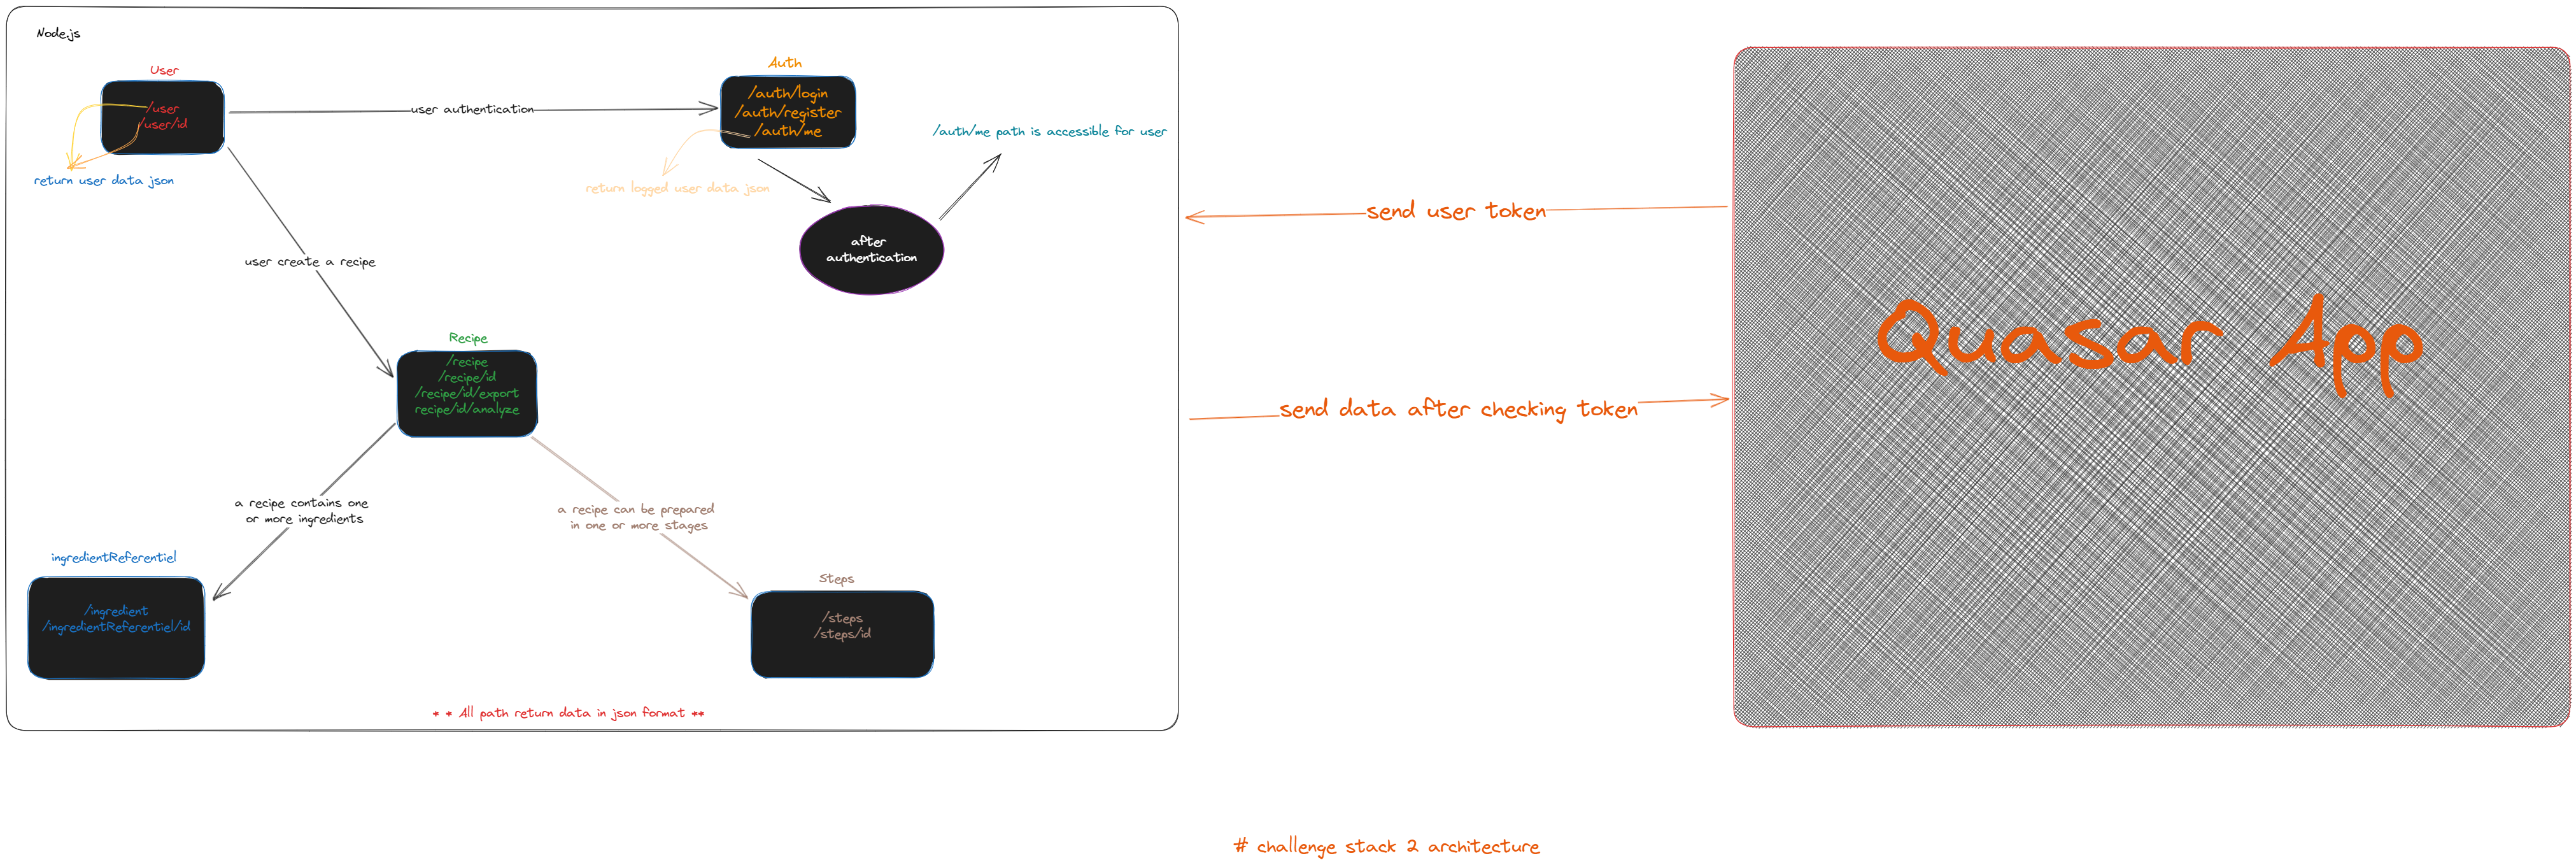 Node.js
User
/user
/user/id
return user data json
user authentication
Auth
/auth/login
/auth/register
/auth/me
return logged user data json
/auth/me path is accessible for user
after
authentication
user create a recipe
Recipe
/recipe
/recipe/id
/recipe/id/export
recipe/id/analyze
a recipe contains one
or more ingredients
a recipe can be prepared
in one or more stages
ingredientReferentiel
/ingredient
/ingredientReferentiel/id
Steps
/steps
/steps/id
* * All path return data in json format **
send user token
send data after checking token
Quasar App
# challenge stack 2 architecture